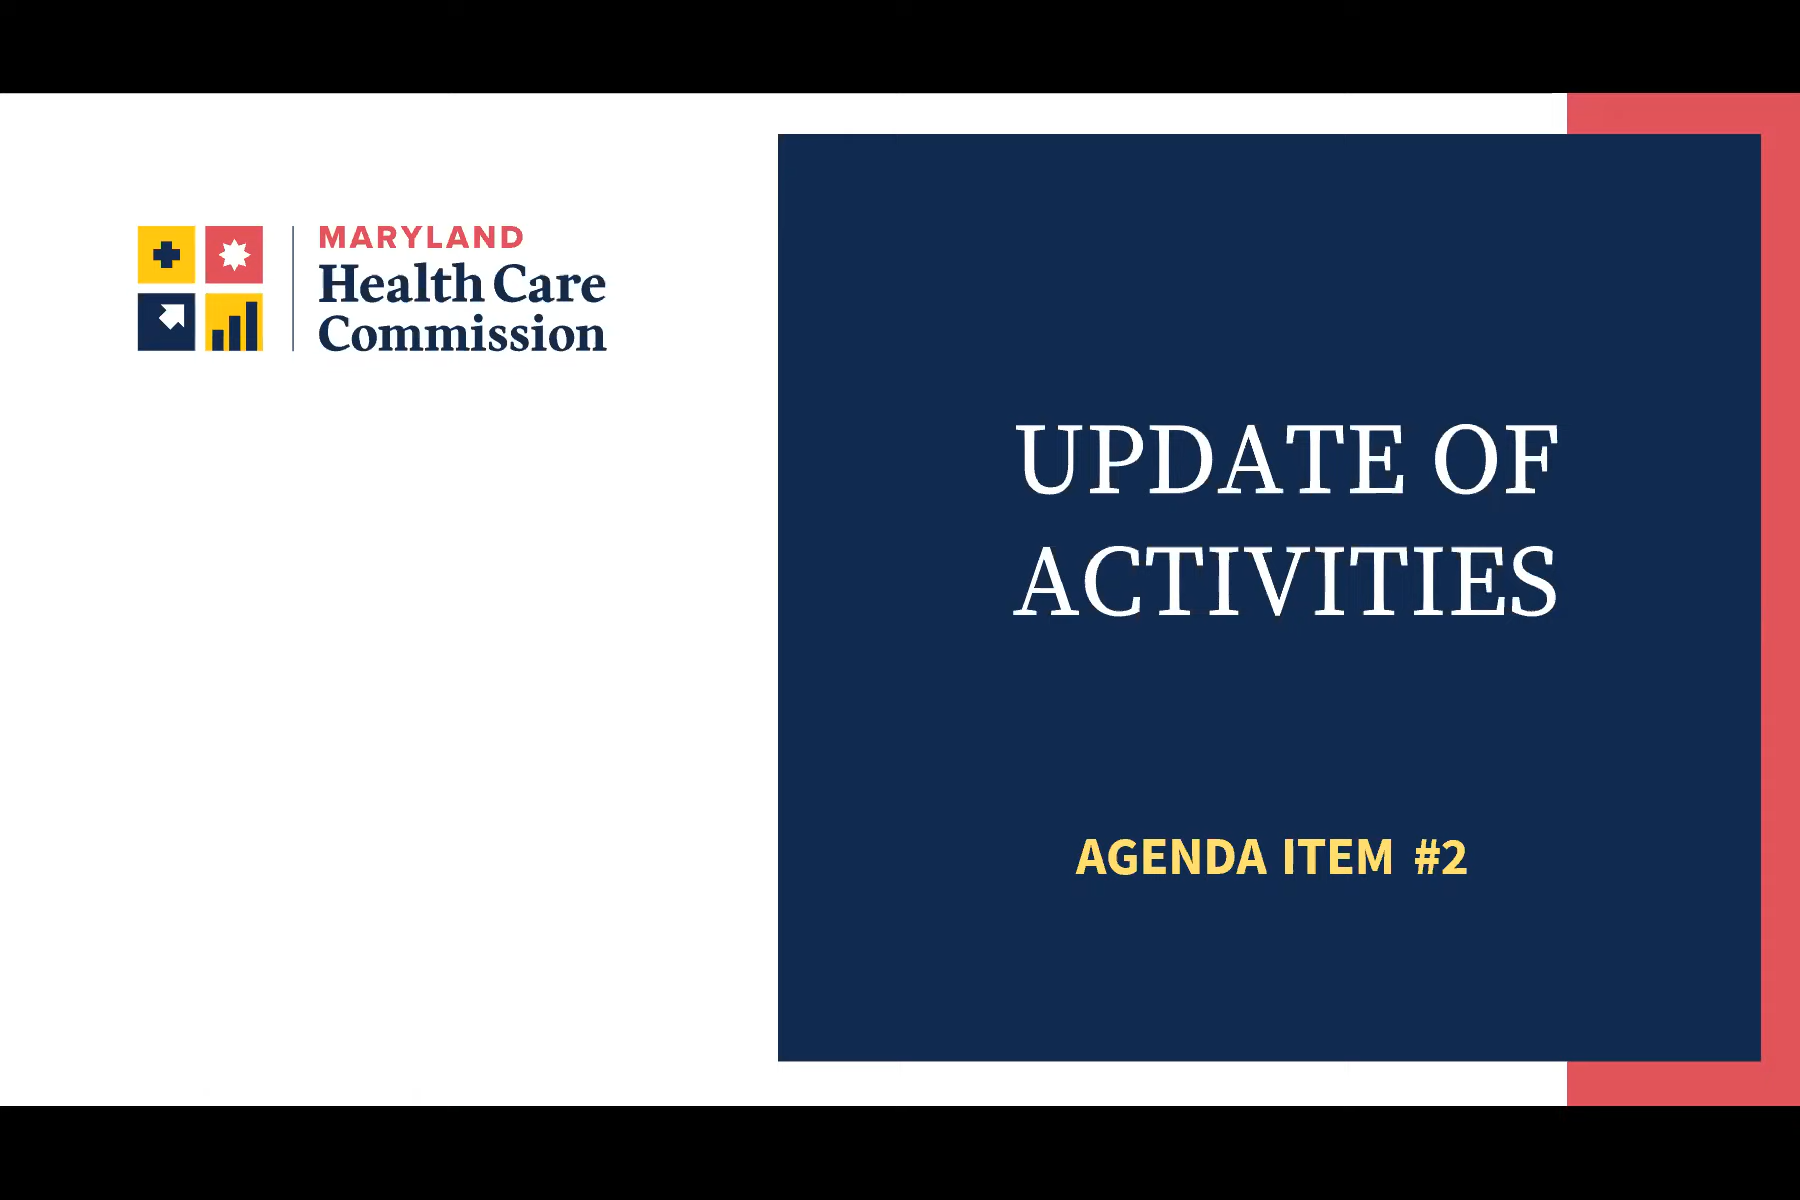 MARYLAND
Health Care
Commission
UPDATE OF
ACTIVITIES
AGENDA ITEM #2